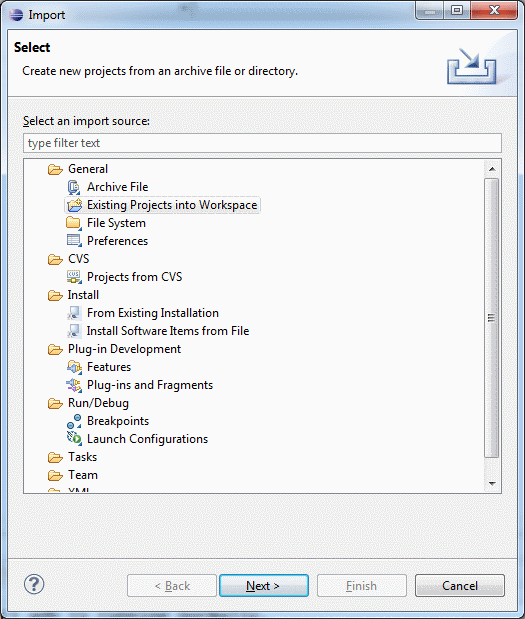 Import
Select
Create new projects from an archive file or directory.
Select an import source:
type filter text
General
Archive File
Existing Projects into Workspace
File System
Preferences
CVS
Projects from CVS
Install
From Existing Installation
Install Software Items from File
Plug-in Development
Features
Plug-ins and Fragments
Run/Debug
Breakpoints
Launch Configurations
Tasks
Team
XML
?
< Back
Next >
Finish
Cancel